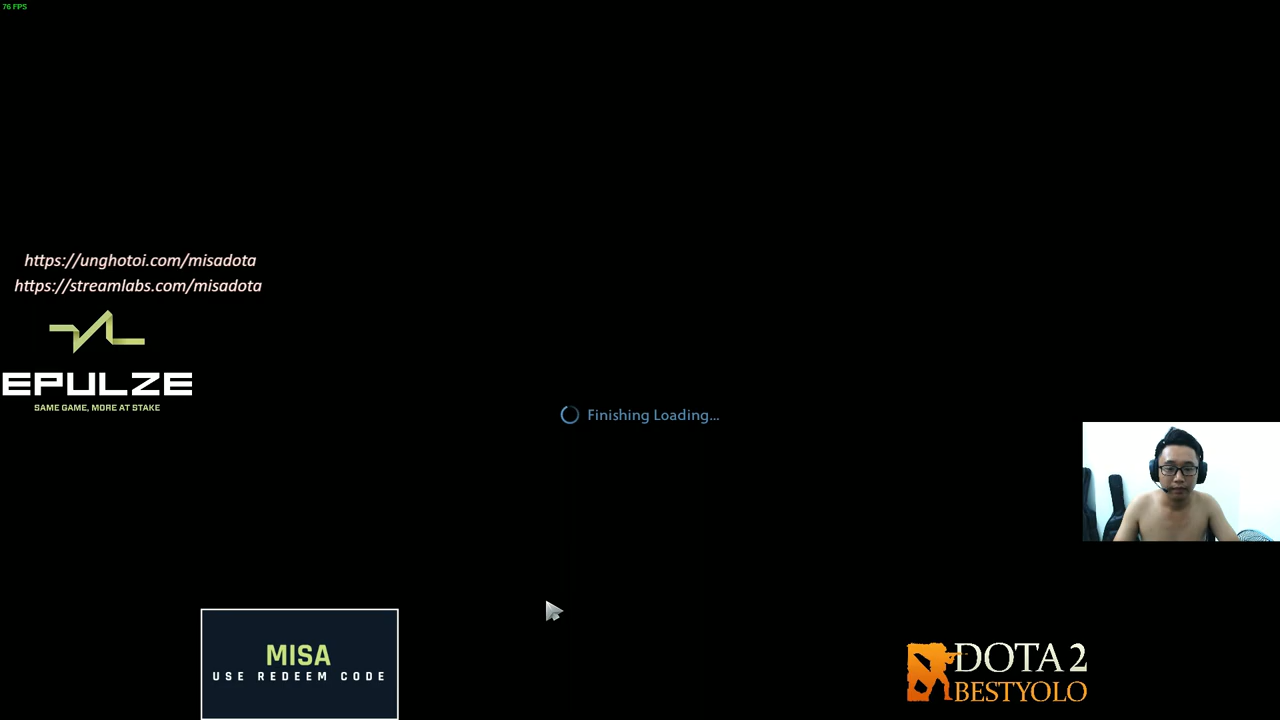 76 FPS
https://unghotoi.com/misadota
https://streamlabs.com/misadota
EPULZE
SAME GAME, MORE AT STAKE
Finishing Loading...
MISA
USE REDEEM CODE
DOTA 2
BESTYOLO